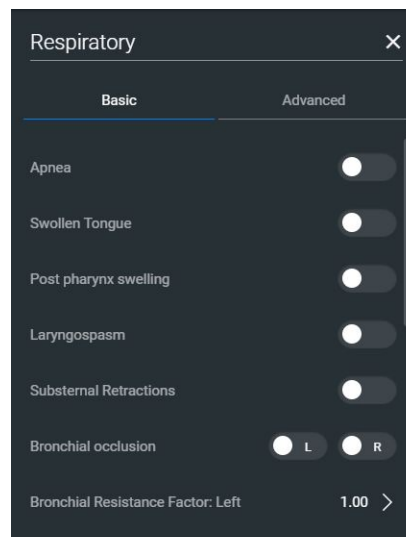 Respiratory ×
Basic Advanced
Apnea
Swollen Tongue
Post pharynx swelling
Laryngospasm
Substernal Retractions
Bronchial occlusion L R
Bronchial Resistance Factor: Left 1.00 >